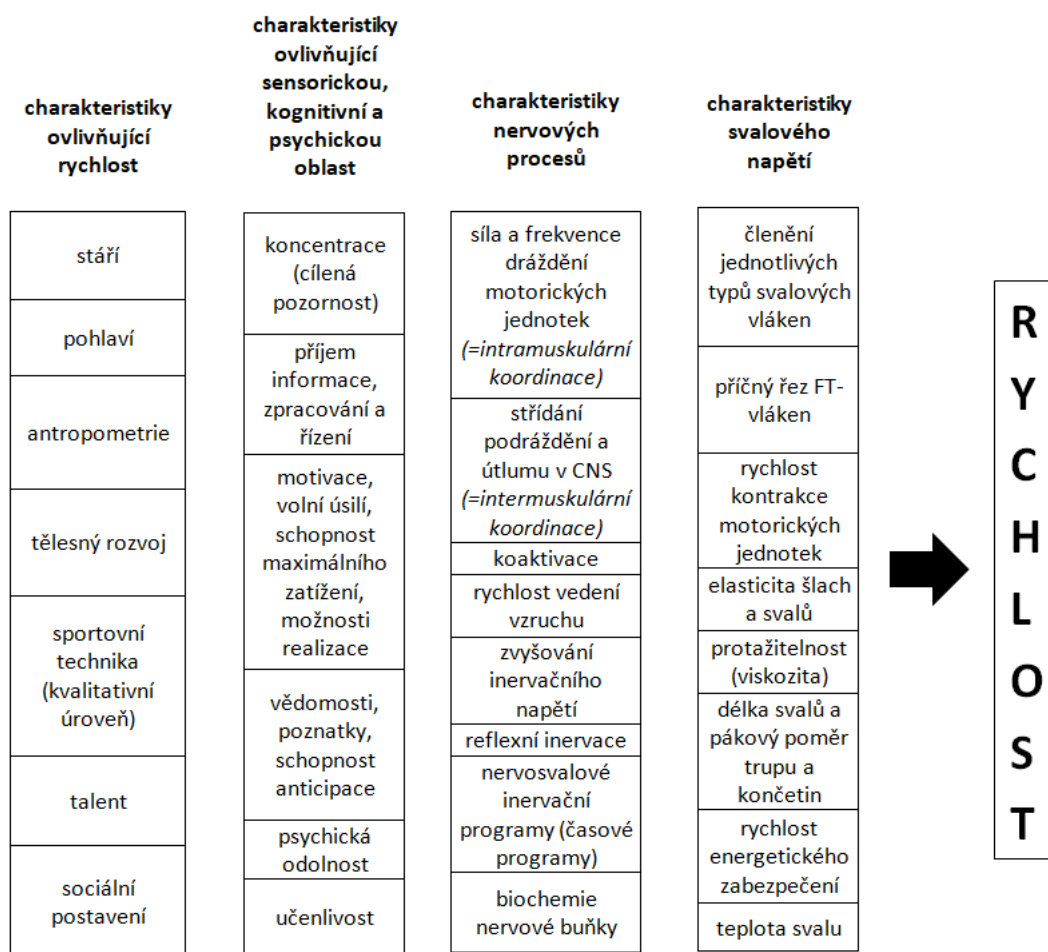 charakteristiky
ovlivňující
rychlost
stáří
pohlaví
antropometrie
tělesný rozvoj
sportovní
technika
(kvalitativní
úroveň)
talent
sociální
postavení
charakteristiky
ovlivňující
sensorickou,
kognitivní a
psychickou
oblast
koncentrace
(cílená
pozornost)
příjem
informace,
zpracování a
řízení
motivace,
volní úsilí,
schopnost
maximálního
zatížení,
možnosti
realizace
vědomosti,
poznatky,
schopnost
anticipace
psychická
odolnost
učenlivost
charakteristiky
nervových
procesů
síla a frekvence
dráždění
motorických
jednotek
(=intramuskulární
koordinace)
střídání
podráždění a
útlumu v CNS
(=intermuskulární
koordinace)
koaktivace
rychlost vedení
vzruchu
zvyšování
inervačního
napětí
reflexní inervace
nervosvalové
inervační
programy (časové
programy)
biochemie
nervové buňky
charakteristiky
svalového
napětí
členění
jednotlivých
typů svalových
vláken
příčný řez FT-
vláken
rychlost
kontrakce
motorických
jednotek
elasticita šlach
a svalů
protažitelnost
(viskozita)
délka svalů a
pákový poměr
trupu a
končetin
rychlost
energetického
zabezpečení
teplota svalu
R
Y
C
H
L
O
S
T